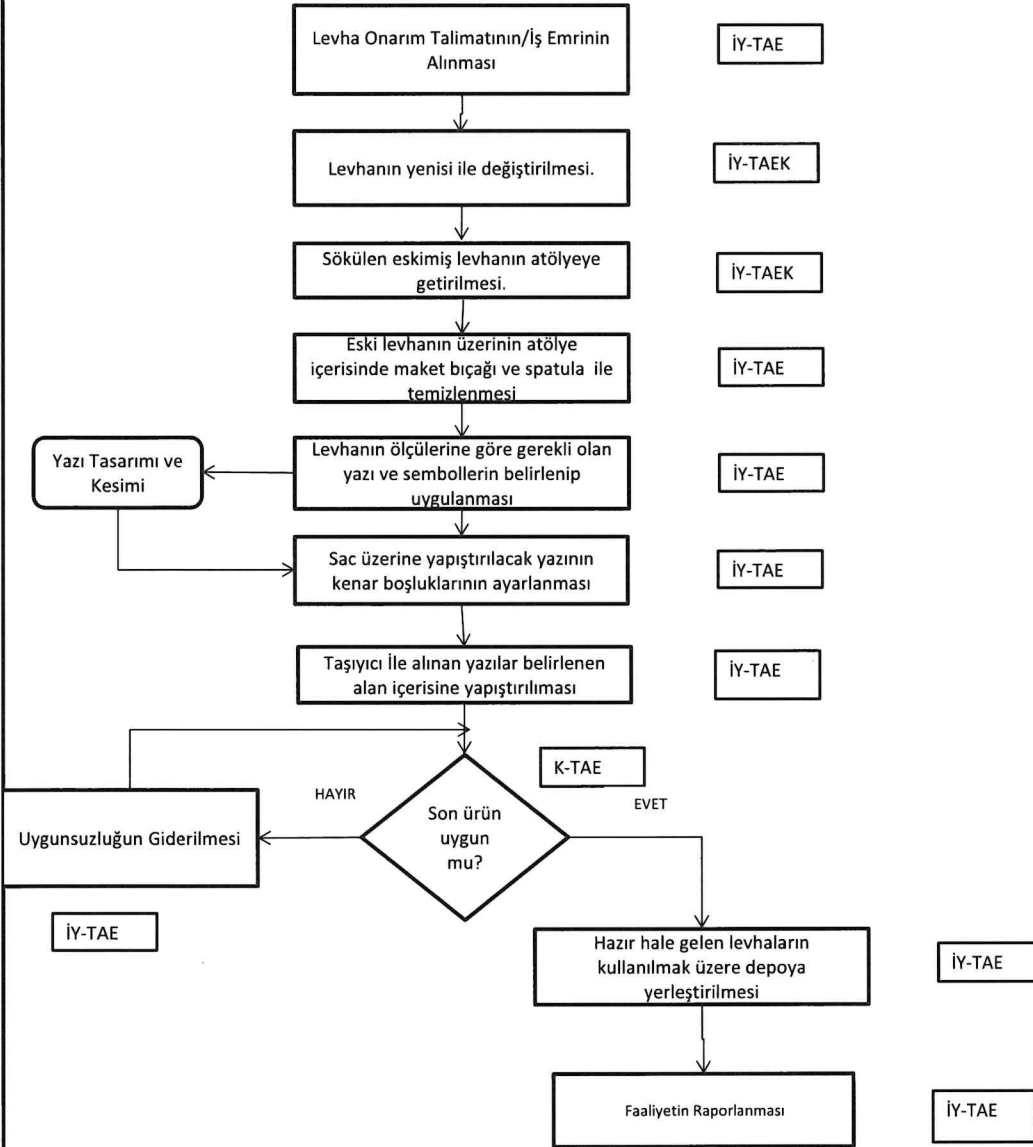 Levha Onarım Talimatının/İş Emrinin
Alınması
İY-TAE
Levhanın yenisi ile değiştirilmesi.
İY-TAEK
Sökülen eskimiş levhanın atölyeye
getirilmesi.
İY-TAEK
Eski levhanın üzerinin atölye
içerisinde maket bıçağı ve spatula ile
temizlenmesi
İY-TAE
Yazı Tasarımı ve
Kesimi
Levhanın ölçülerine göre gerekli olan
yazı ve sembollerin belirlenip
uygulanması
İY-TAE
Sac üzerine yapıştırılacak yazının
kenar boşluklarının ayarlanması
İY-TAE
Taşıyıcı İle alınan yazılar belirlenen
alan içerisine yapıştırılıması
İY-TAE
K-TAE
HAYIR
EVET
Son ürün
uygun
mu?
Uygunsuzluğun Giderilmesi
İY-TAE
Hazır hale gelen levhaların
kullanılmak üzere depoya
yerleştirilmesi
İY-TAE
Faaliyetin Raporlanması
İY-TAE